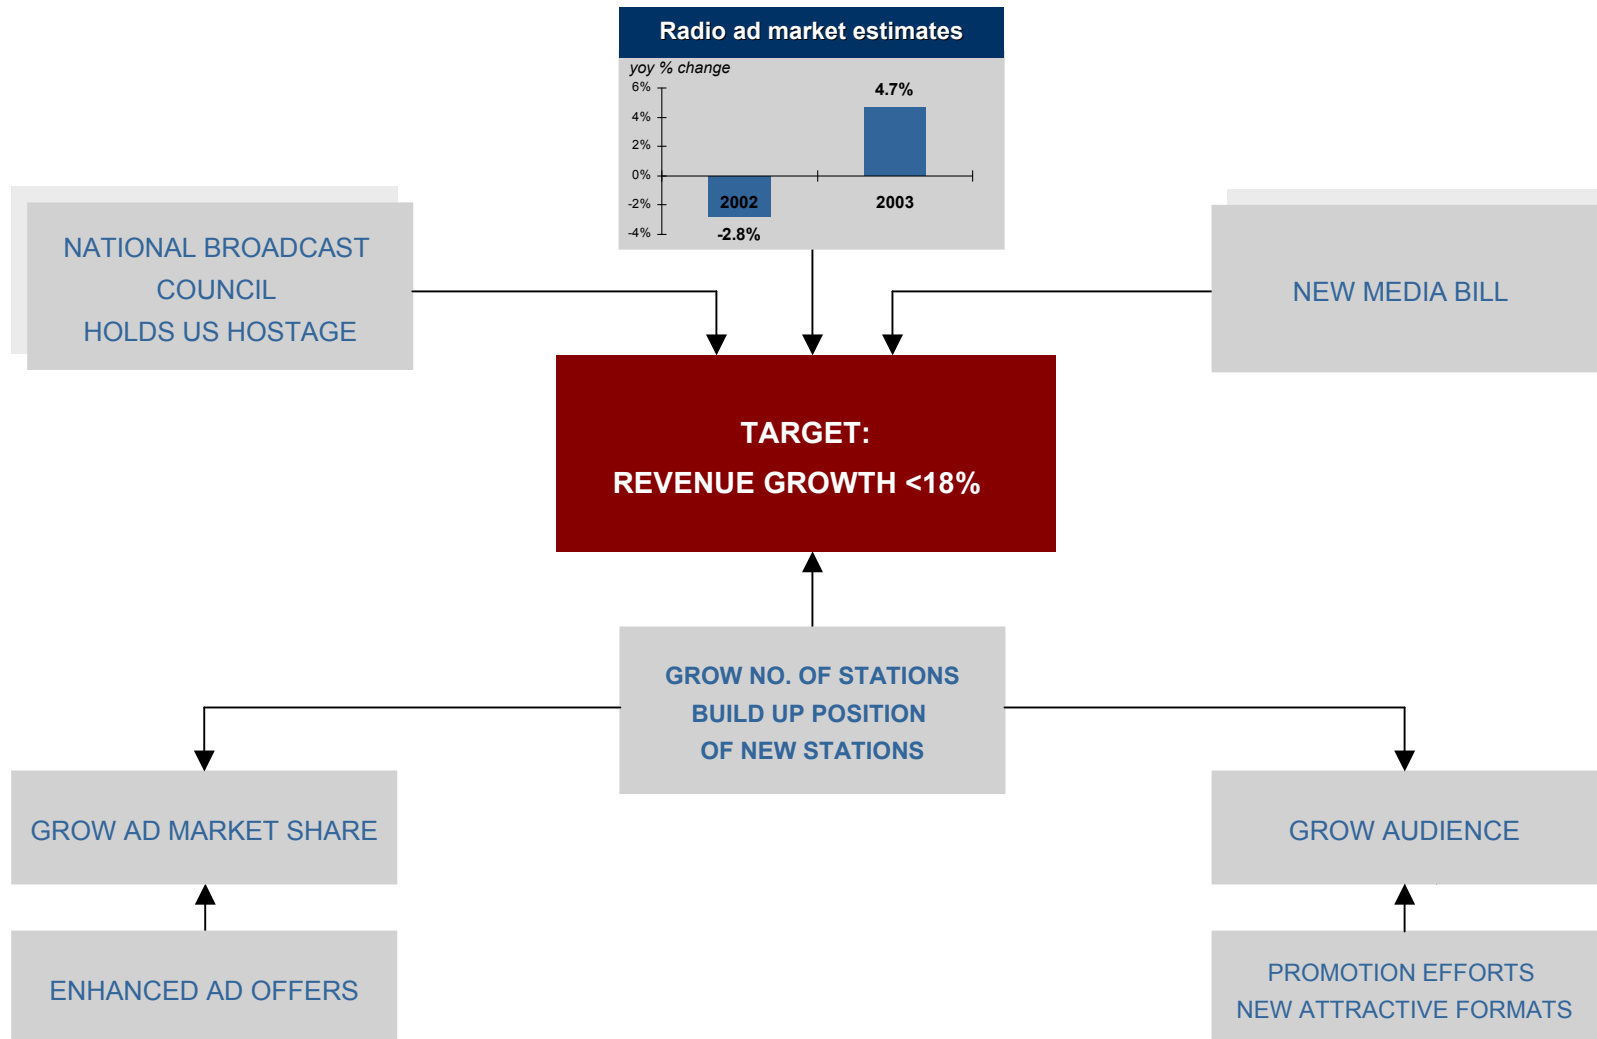 Radio ad market estimates
yoy % change
6%
4%
2%
0%
-2%
-4%
4.7%
2002
2003
-2.8%
NATIONAL BROADCAST
COUNCIL
HOLDS US HOSTAGE
NEW MEDIA BILL
TARGET:
REVENUE GROWTH <18%
GROW NO. OF STATIONS
BUILD UP POSITION
OF NEW STATIONS
GROW AD MARKET SHARE
GROW AUDIENCE
ENHANCED AD OFFERS
PROMOTION EFFORTS
NEW ATTRACTIVE FORMATS